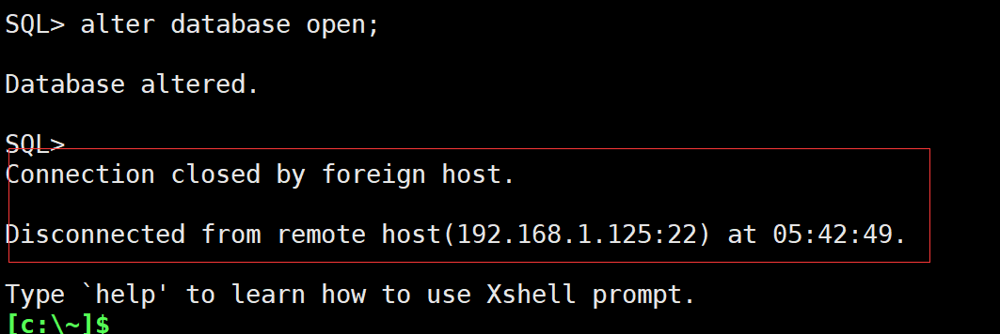 SQL> alter database open;
Database altered.
SQL>
Connection closed by foreign host.
Disconnected from remote host(192.168.1.125:22) at 05:42:49.
Type `help' to learn how to use Xshell prompt.
[c:\~]$